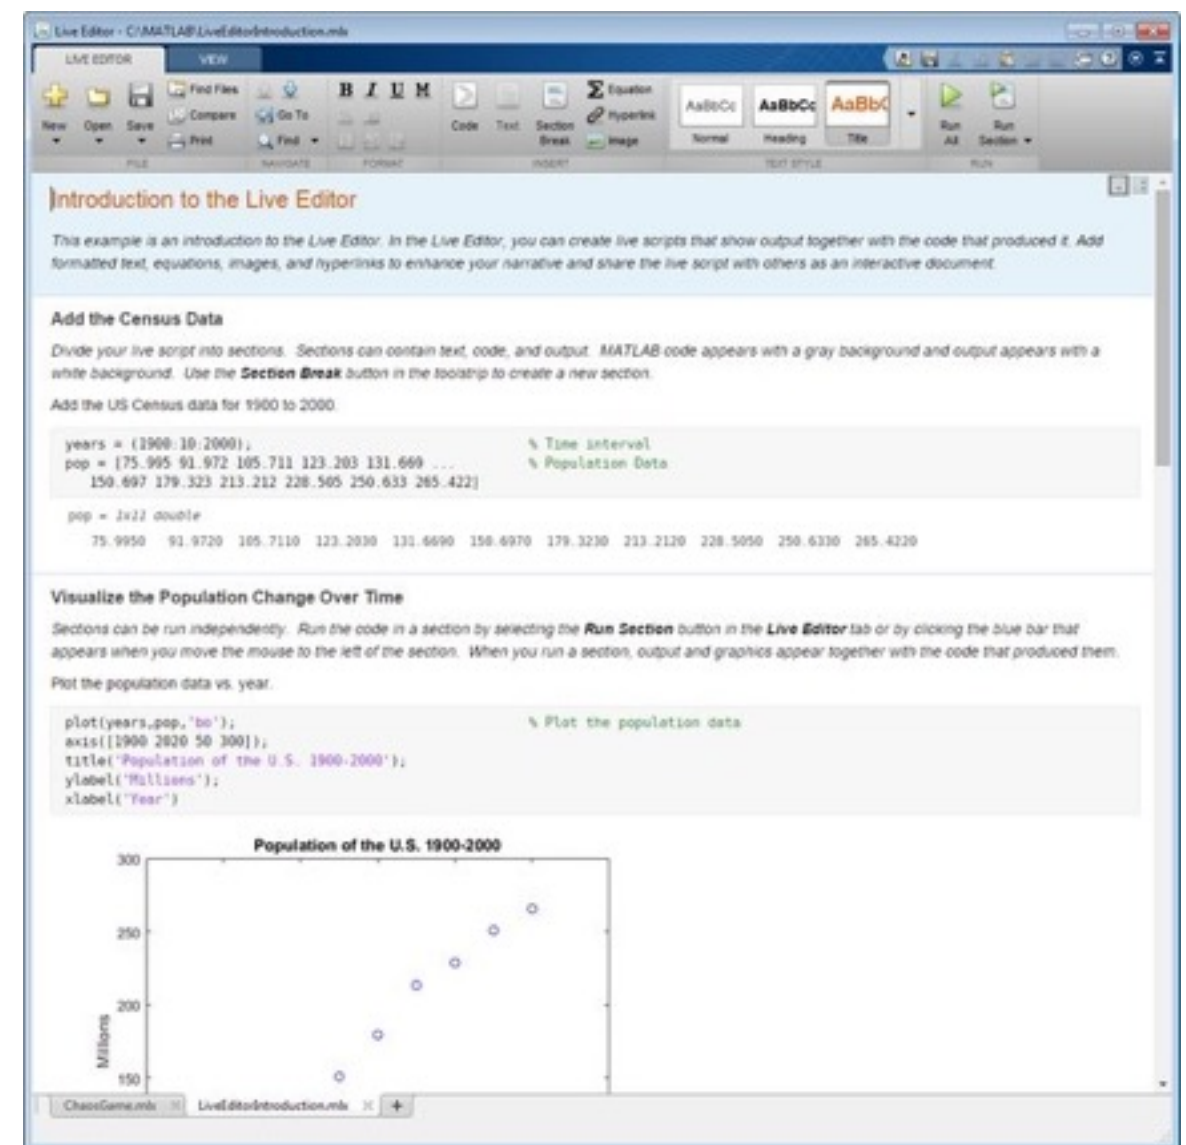 Live Editor - C:\MATLAB\LiveEditorIntroduction.mlx
LIVE EDITOR VIEW
New Open Save
Find Files
Compare
Print
Go To
Find
B I U M
Code Text Section Break
Equation
Hyperlink
Image
AaBbCc AaBbCc AaBbC
Normal Heading Title
Run All Run Section
FILE NAVIGATE FORMAT INSERT TEXT STYLE RUN
Introduction to the Live Editor
This example is an introduction to the Live Editor. In the Live Editor, you can create live scripts that show output together with the code that produced it. Add
formatted text, equations, images, and hyperlinks to enhance your narrative and share the live script with others as an interactive document.
Add the Census Data
Divide your live script into sections. Sections can contain text, code, and output. MATLAB code appears with a gray background and output appears with a
white background. Use the Section Break button in the toolstrip to create a new section.
Add the US Census data for 1900 to 2000.
years = (1900:10:2000); % Time interval
pop = [75.995 91.972 105.711 123.203 131.669 ... % Population Data
150.697 179.323 213.212 228.505 250.633 265.422]
pop = 1x11 double
75.9950 91.9720 105.7110 123.2030 131.6690 150.6970 179.3230 213.2120 228.5050 250.6330 265.4220
Visualize the Population Change Over Time
Sections can be run independently. Run the code in a section by selecting the Run Section button in the Live Editor tab or by clicking the blue bar that
appears when you move the mouse to the left of the section. When you run a section, output and graphics appear together with the code that produced them.
Plot the population data vs. year.
plot(years,pop,'bo'); % Plot the population data
axis([1900 2020 50 300]);
title('Population of the U.S. 1900-2000');
ylabel('Millions');
xlabel('Year')
Population of the U.S. 1900-2000
300
250
200
150
Millions
ChaosGame.mlx LiveEditorIntroduction.mlx +